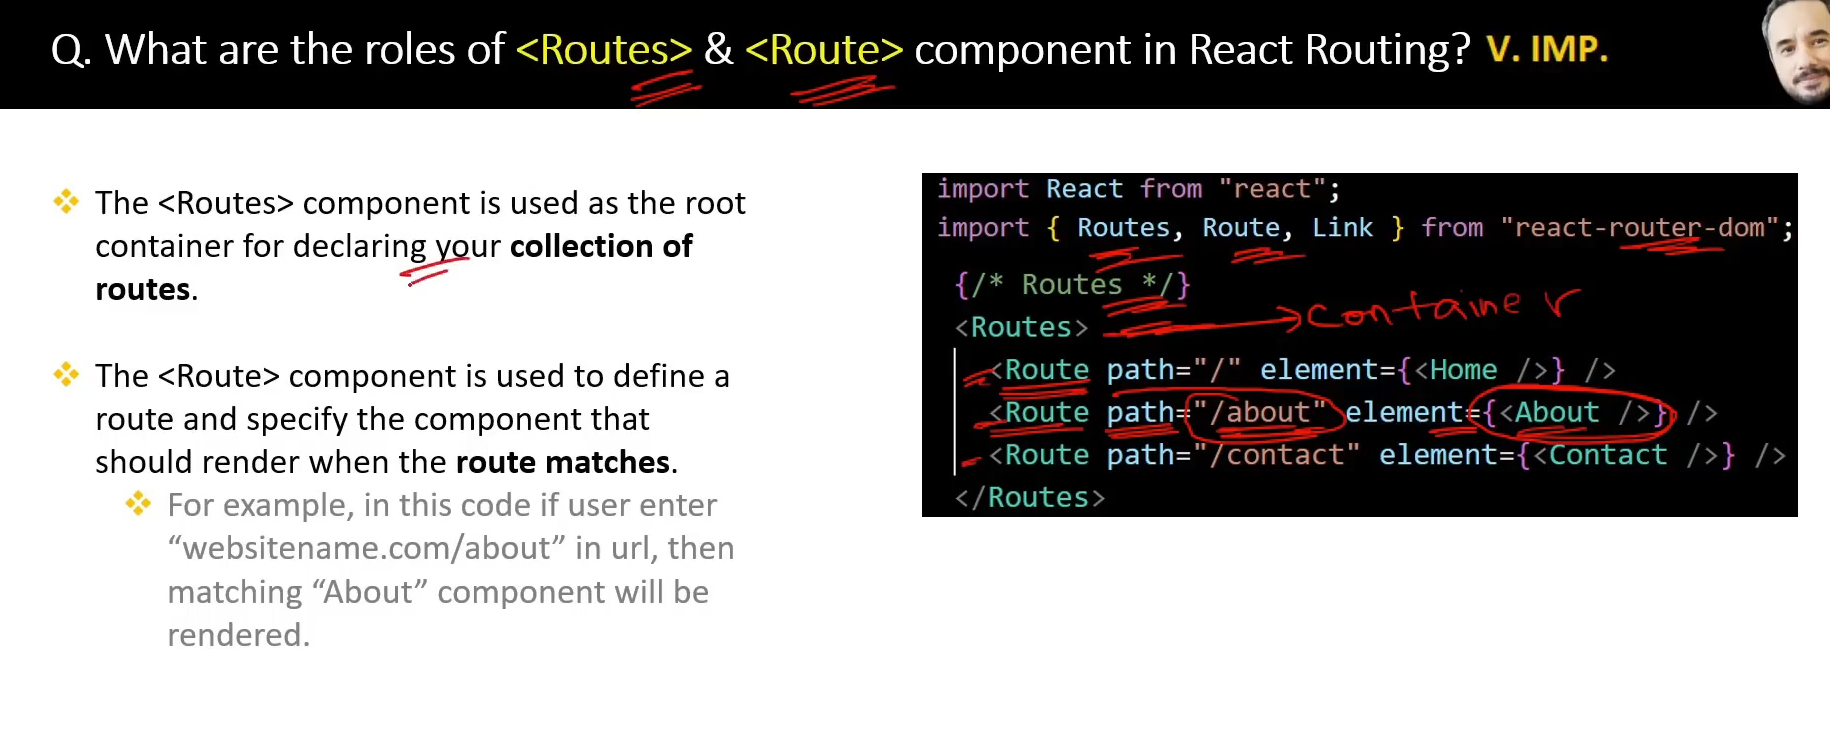 Q. What are the roles of <Routes> & <Route> component in React Routing? V. IMP.
The <Routes> component is used as the root
container for declaring your collection of
routes.
The <Route> component is used to define a
route and specify the component that
should render when the route matches.
For example, in this code if user enter
“websitename.com/about” in url, then
matching “About” component will be
rendered.
import React from "react";
import { Routes, Route, Link } from "react-router-dom";
{/* Routes */}
<Routes> container
<Route path="/" element={<Home />} />
<Route path="/about" element={<About />} />
<Route path="/contact" element={<Contact />} />
</Routes>